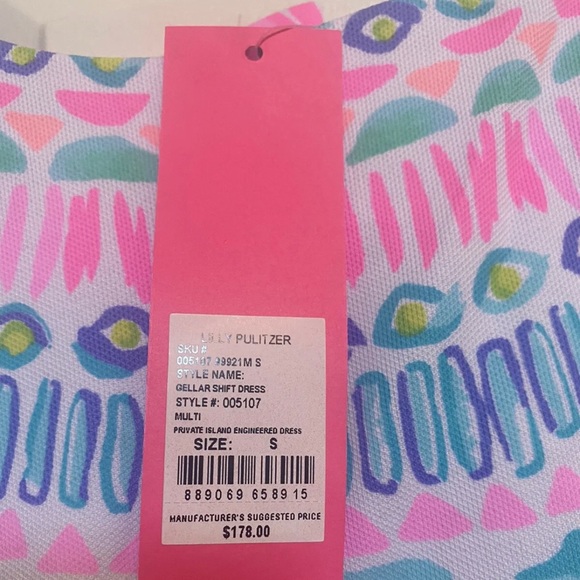 LILLY PULITZER
SKU #
005107 99921M S
STYLE NAME:
GELLAR SHIFT DRESS
STYLE #: 005107
MULTI
PRIVATE ISLAND ENGINEERED DRESS
SIZE: S
889069 658915
MANUFACTURER'S SUGGESTED PRICE
$178.00